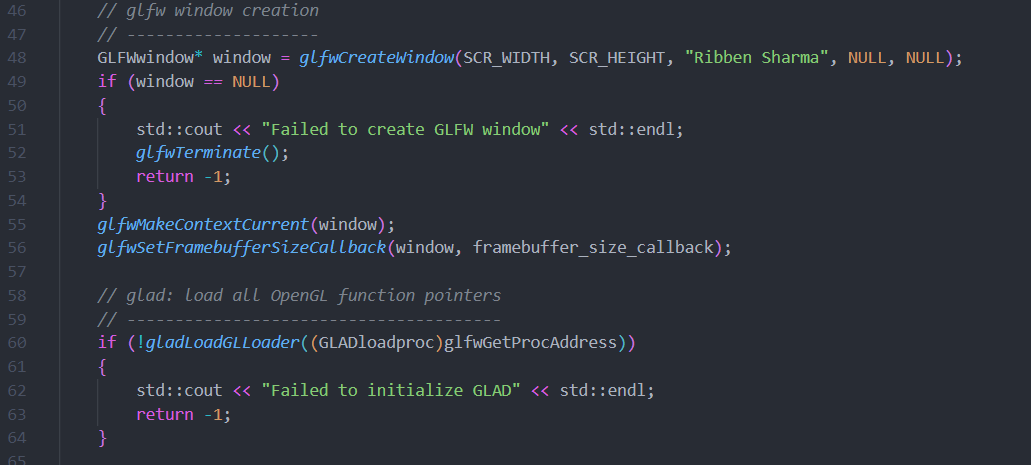 46 // glfw window creation
47 // --------------------
48 GLFWwindow* window = glfwCreateWindow(SCR_WIDTH, SCR_HEIGHT, "Ribben Sharma", NULL, NULL);
49 if (window == NULL)
50 {
51 std::cout << "Failed to create GLFW window" << std::endl;
52 glfwTerminate();
53 return -1;
54 }
55 glfwMakeContextCurrent(window);
56 glfwSetFramebufferSizeCallback(window, framebuffer_size_callback);
57
58 // glad: load all OpenGL function pointers
59 // ---------------------------------------
60 if (!gladLoadGLLoader((GLADloadproc)glfwGetProcAddress))
61 {
62 std::cout << "Failed to initialize GLAD" << std::endl;
63 return -1;
64 }
65